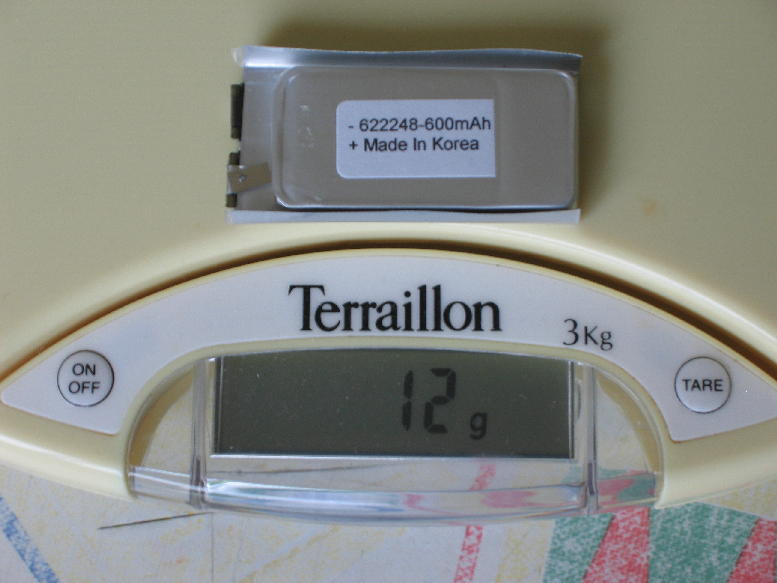 - 622248-600mAh
+ Made In Korea
Terraillon
3Kg
ON
OFF
TARE
12 g